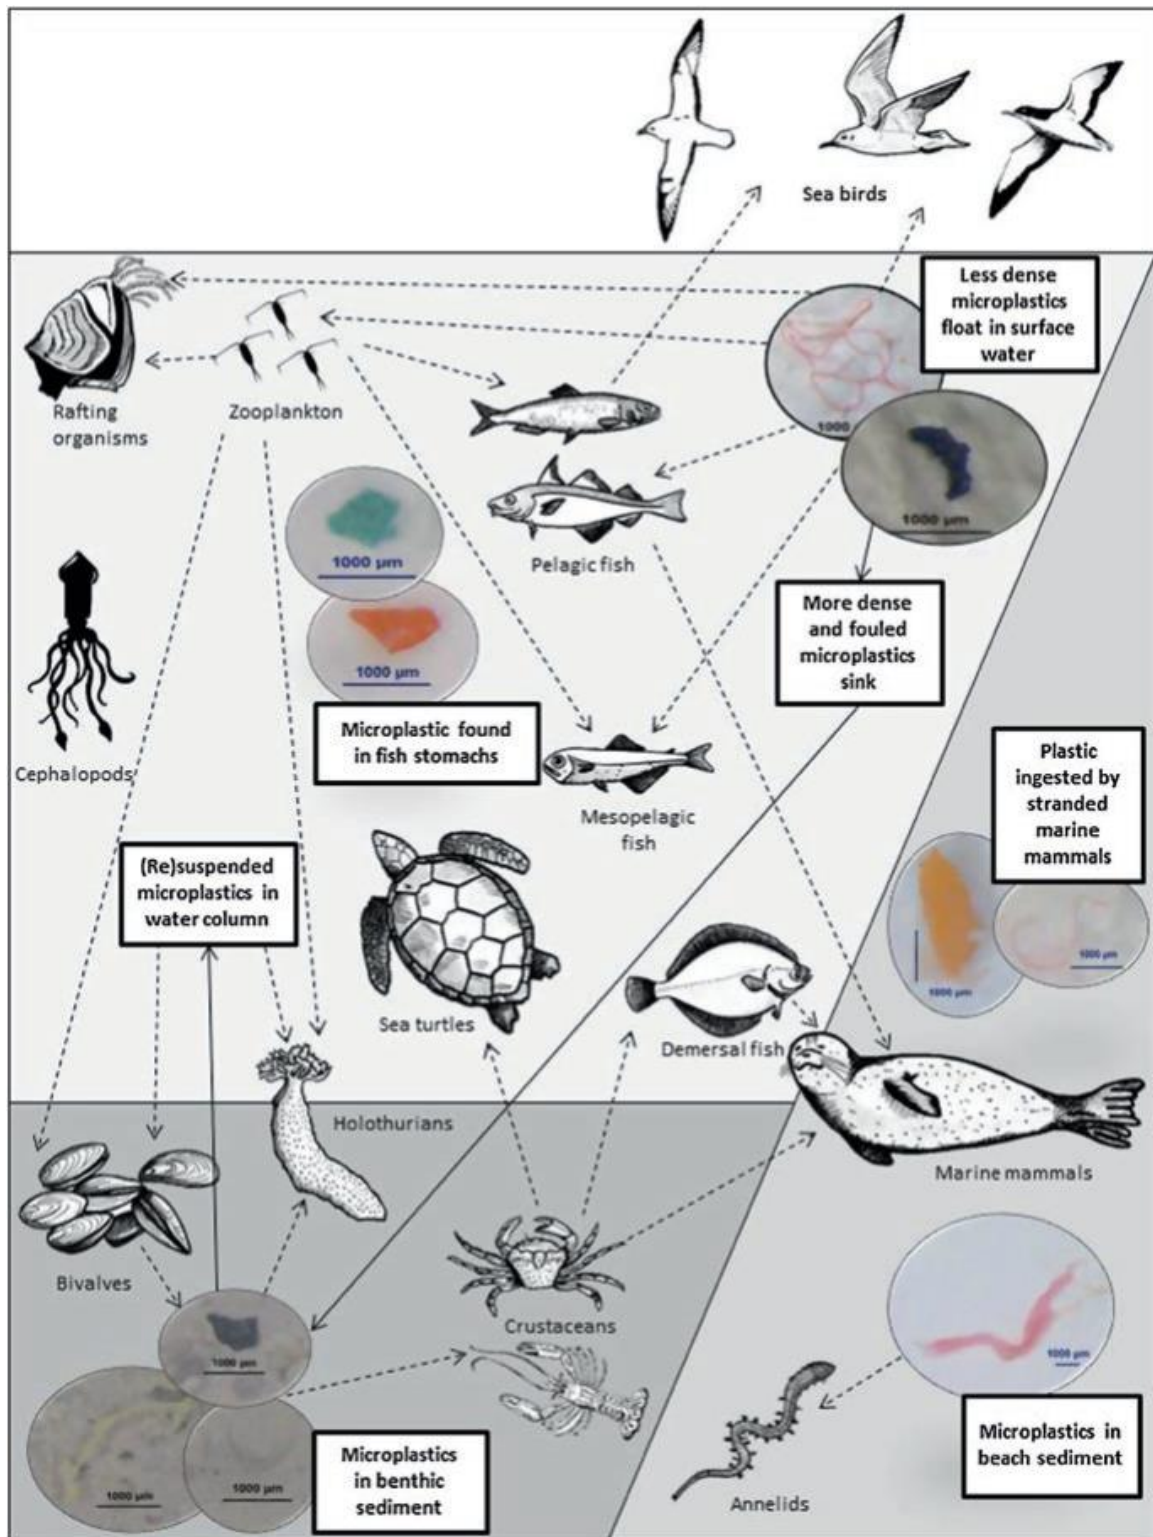 Sea birds
Less dense
microplastics
float in surface
water
Rafting
organisms
Zooplankton
1000
1000 µm
Pelagic fish
1000 µm
1000 µm
More dense
and fouled
microplastics
sink
Microplastic found
in fish stomachs
Cephalopods
Mesopelagic
fish
Plastic
ingested by
stranded
marine
mammals
1000 µm
1000 µm
(Re)suspended
microplastics in
water column
Sea turtles
Demersal fish
Holothurians
Marine mammals
Bivalves
Crustaceans
1000 µm
1000 µm
1000 µm
1000 µm
Microplastics
in benthic
sediment
Microplastics in
beach sediment
Annelids